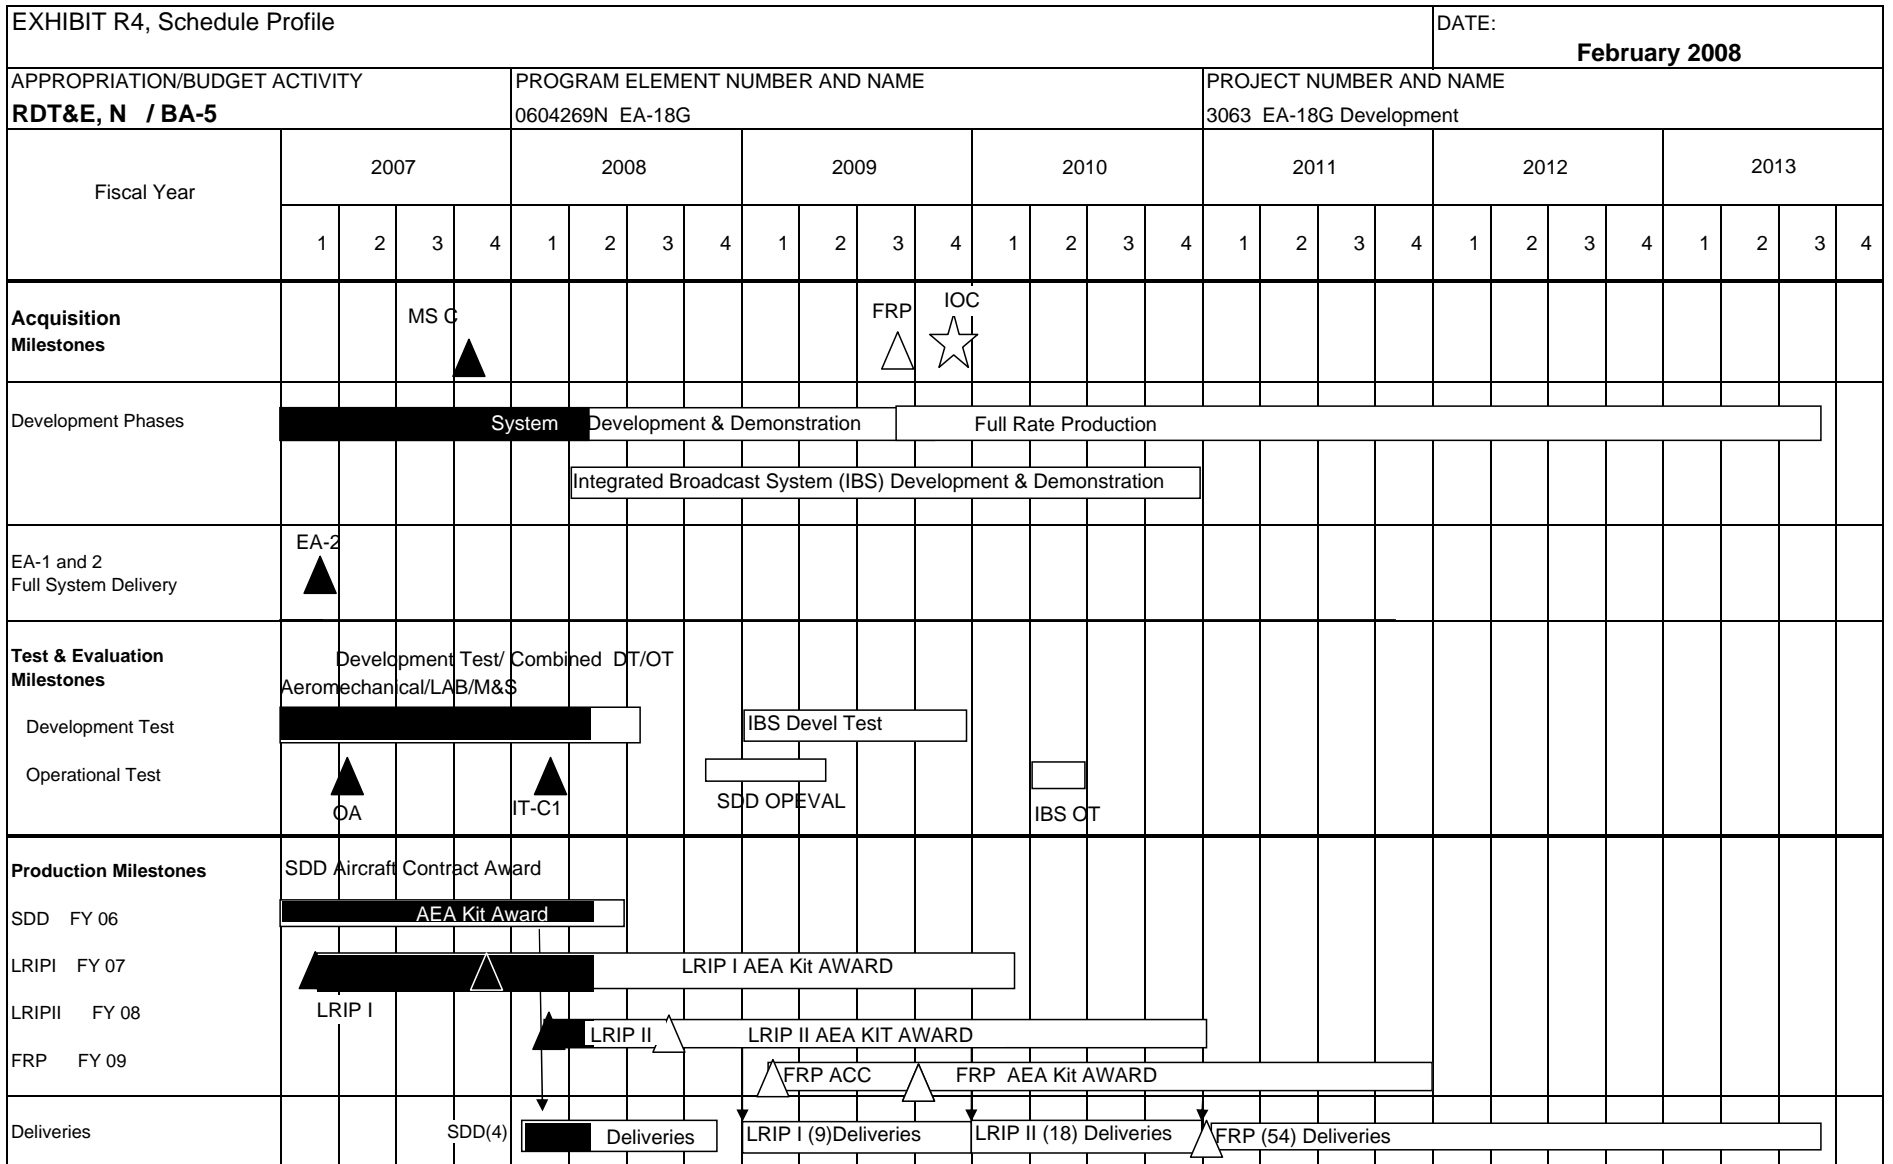 EXHIBIT R4, Schedule Profile
DATE:
February 2008
APPROPRIATION/BUDGET ACTIVITY
PROGRAM ELEMENT NUMBER AND NAME
PROJECT NUMBER AND NAME
RDT&E, N / BA-5
0604269N EA-18G
3063 EA-18G Development
Fiscal Year
2007 2008 2009 2010 2011 2012 2013
1 2 3 4 1 2 3 4 1 2 3 4 1 2 3 4 1 2 3 4 1 2 3 4 1 2 3 4
Acquisition
Milestones
MS C
FRP
IOC
Development Phases
System Development & Demonstration
Full Rate Production
Integrated Broadcast System (IBS) Development & Demonstration
EA-1 and 2
Full System Delivery
EA-2
Test & Evaluation
Milestones
Development Test/ Combined DT/OT
Aeromechanical/LAB/M&S
Development Test
IBS Devel Test
Operational Test
OA
IT-C1
SDD OPEVAL
IBS OT
Production Milestones
SDD Aircraft Contract Award
SDD FY 06
AEA Kit Award
LRIPI FY 07
LRIP I AEA Kit AWARD
LRIP I
LRIPII FY 08
LRIP II
LRIP II AEA KIT AWARD
FRP FY 09
FRP ACC
FRP AEA Kit AWARD
Deliveries
SDD(4)
Deliveries
LRIP I (9)Deliveries
LRIP II (18) Deliveries
FRP (54) Deliveries